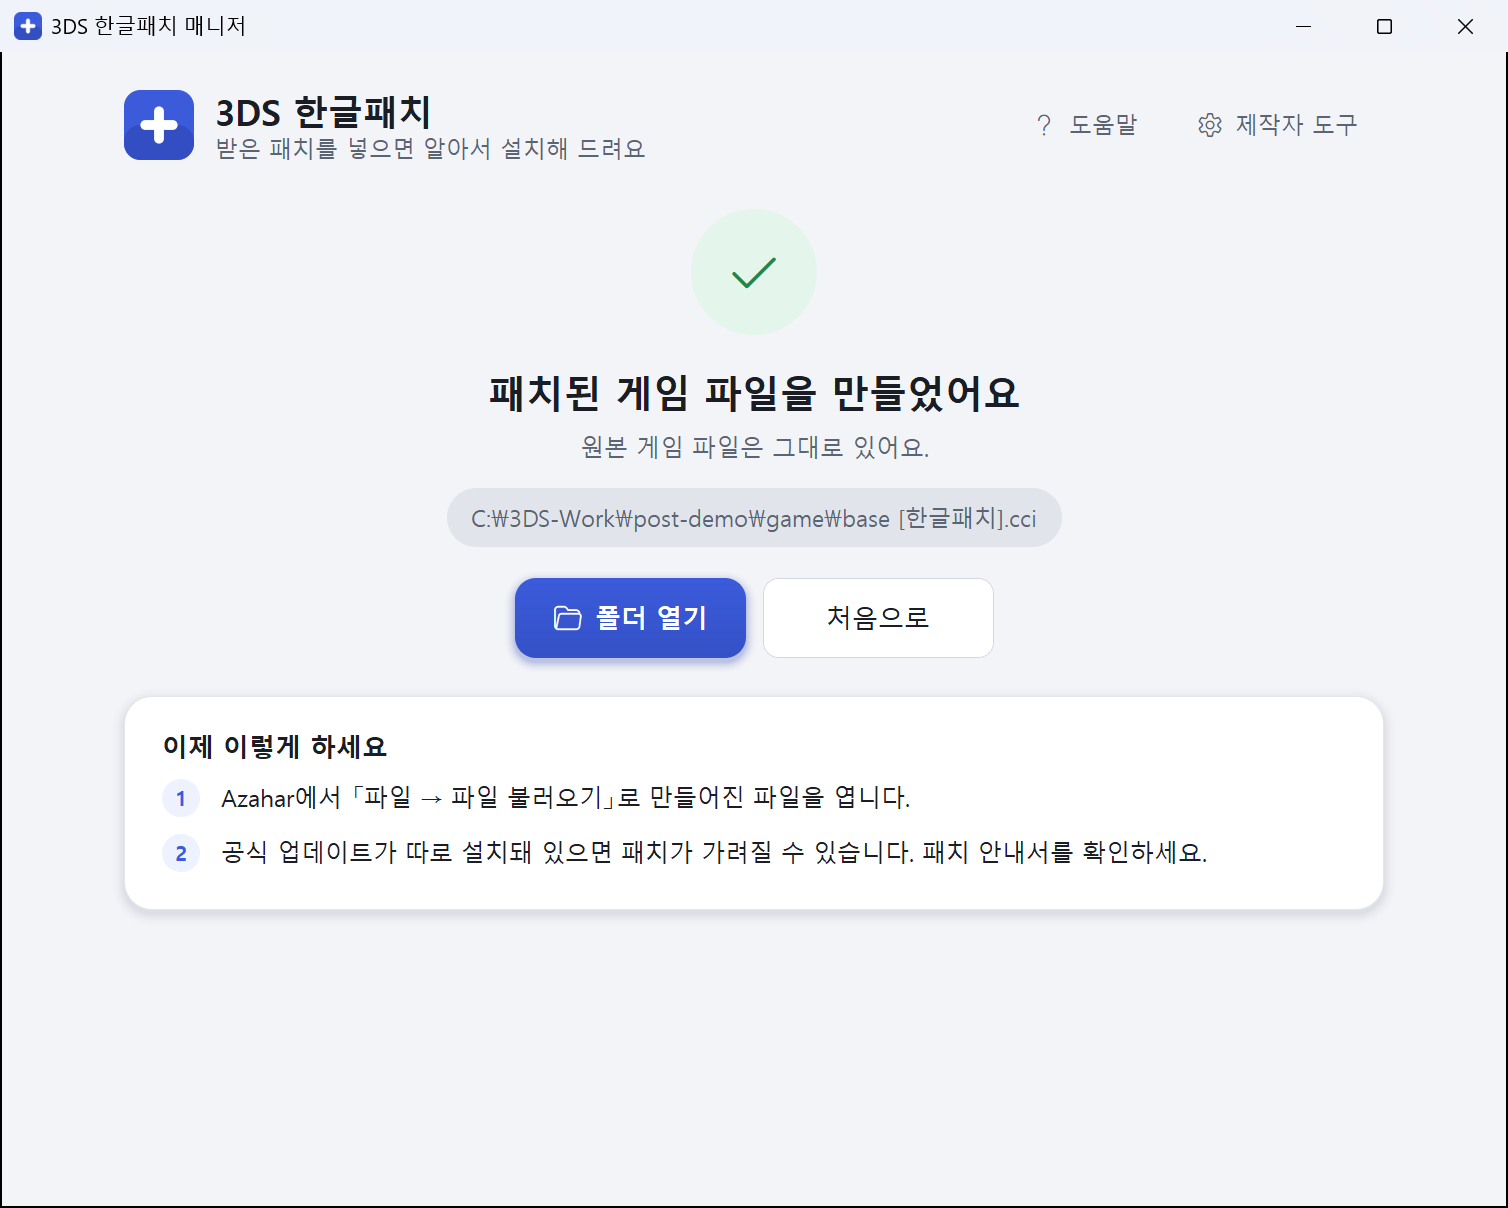 3DS 한글패치 매니저
3DS 한글패치
받은 패치를 넣으면 알아서 설치해 드려요
? 도움말
제작자 도구
패치된 게임 파일을 만들었어요
원본 게임 파일은 그대로 있어요.
C:₩3DS-Work₩post-demo₩game₩base [한글패치].cci
폴더 열기
처음으로
이제 이렇게 하세요
1 Azahar에서 「파일 → 파일 불러오기」로 만들어진 파일을 엽니다.
2 공식 업데이트가 따로 설치돼 있으면 패치가 가려질 수 있습니다. 패치 안내서를 확인하세요.